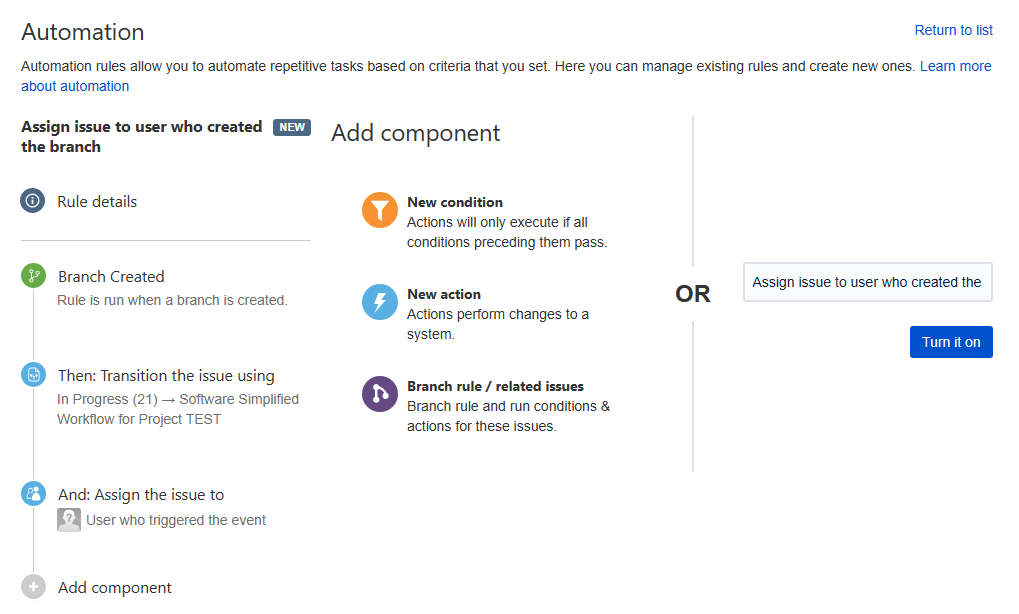 Automation
Return to list
Automation rules allow you to automate repetitive tasks based on criteria that you set. Here you can manage existing rules and create new ones. Learn more
about automation
Assign issue to user who created NEW
the branch
Rule details
Branch Created
Rule is run when a branch is created.
Then: Transition the issue using
In Progress (21) → Software Simplified
Workflow for Project TEST
And: Assign the issue to
User who triggered the event
Add component
Add component
New condition
Actions will only execute if all
conditions preceding them pass.
New action
Actions perform changes to a
system.
Branch rule / related issues
Branch rule and run conditions &
actions for these issues.
OR
Assign issue to user who created the
Turn it on